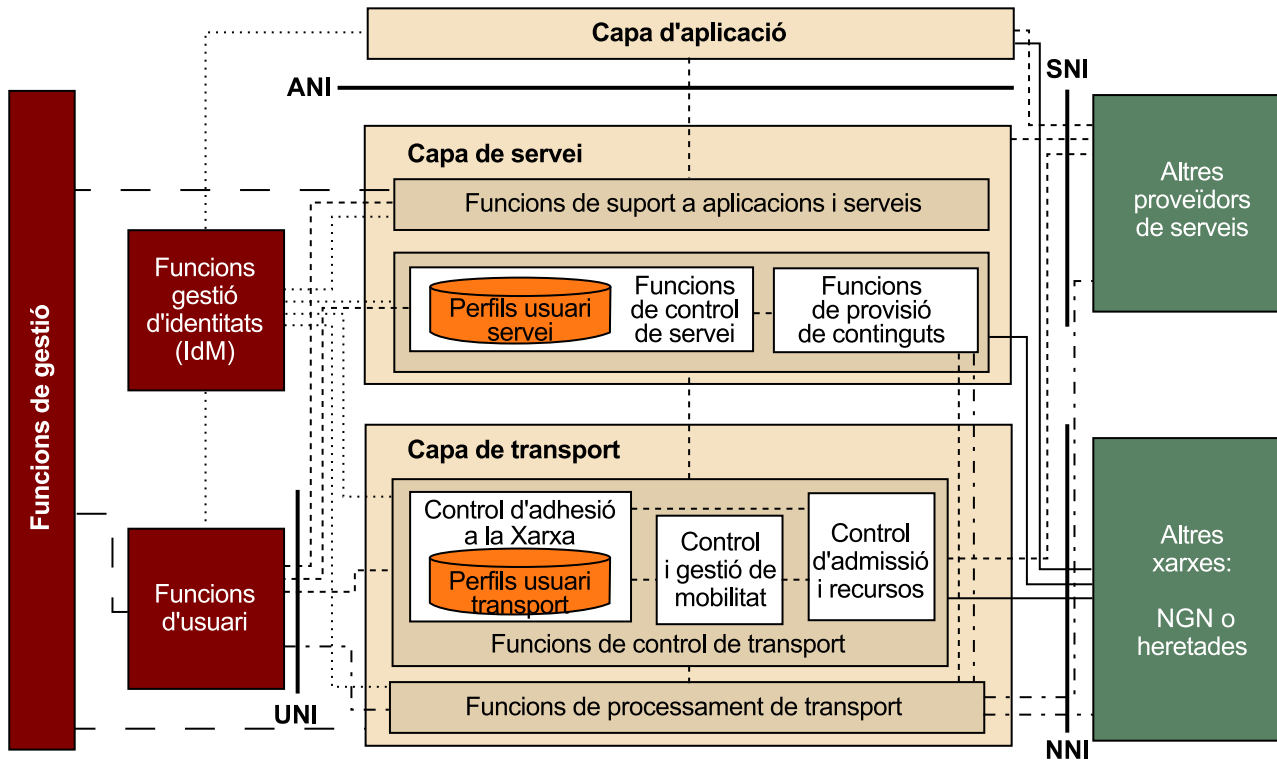 Capa d'aplicació
ANI
SNI
Capa de servei
Funcions de suport a aplicacions i serveis
Perfils usuari
servei
Funcions
de control
de servei
Funcions
de provisió
de continguts
Altres
proveïdors
de serveis
Funcions de gestió
Funcions
gestió
d'identitats
(IdM)
Funcions
d'usuari
UNI
Capa de transport
Control d'adhesió
a la Xarxa
Perfils usuari
transport
Control
i gestió de
mobilitat
Control
d'admissió
i recursos
Funcions de control de transport
Funcions de processament de transport
Altres
xarxes:
NGN o
heretades
NNI